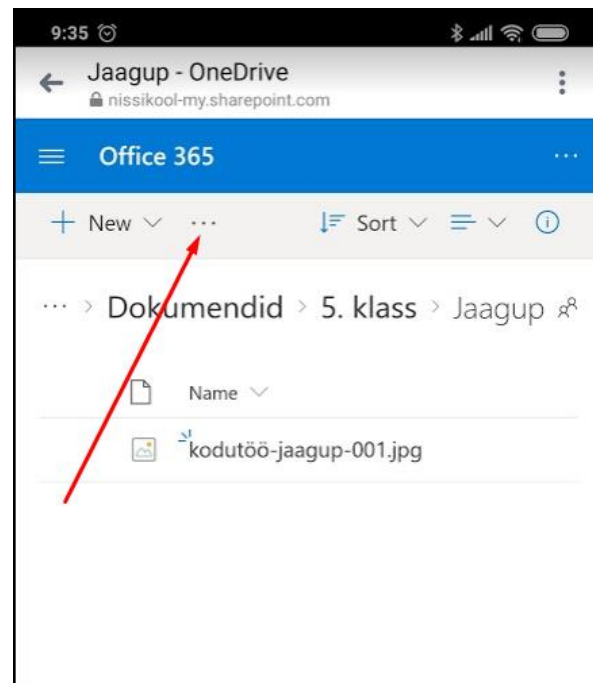 9:35
Jaagup - OneDrive
nissikool-my.sharepoint.com
Office 365
New ... Sort
... > Dokumendid > 5. klass > Jaagup
Name
kodutöö-jaagup-001.jpg